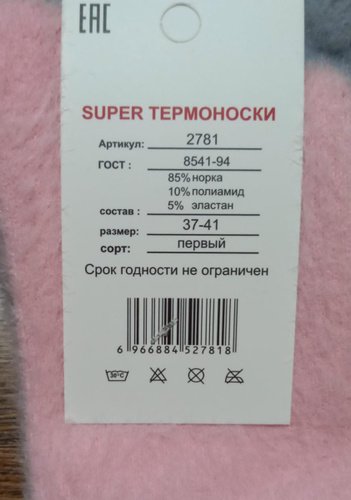 EAC
SUPER ТЕРМОНОСКИ
Артикул: 2781
ГОСТ : 8541-94
85% норка
10% полиамид
состав : 5% эластан
размер: 37-41
сорт: первый
Срок годности не ограничен
6 966884 527818
30°C